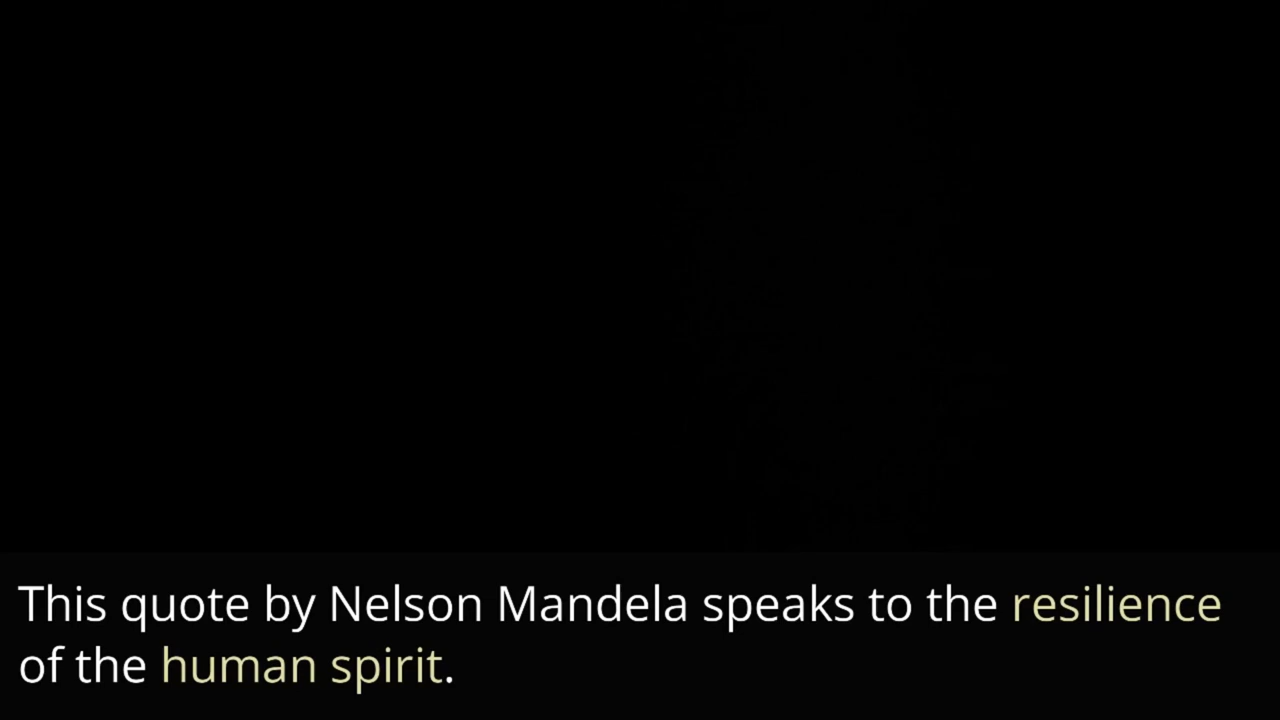 This quote by Nelson Mandela speaks to the resilience
of the human spirit.